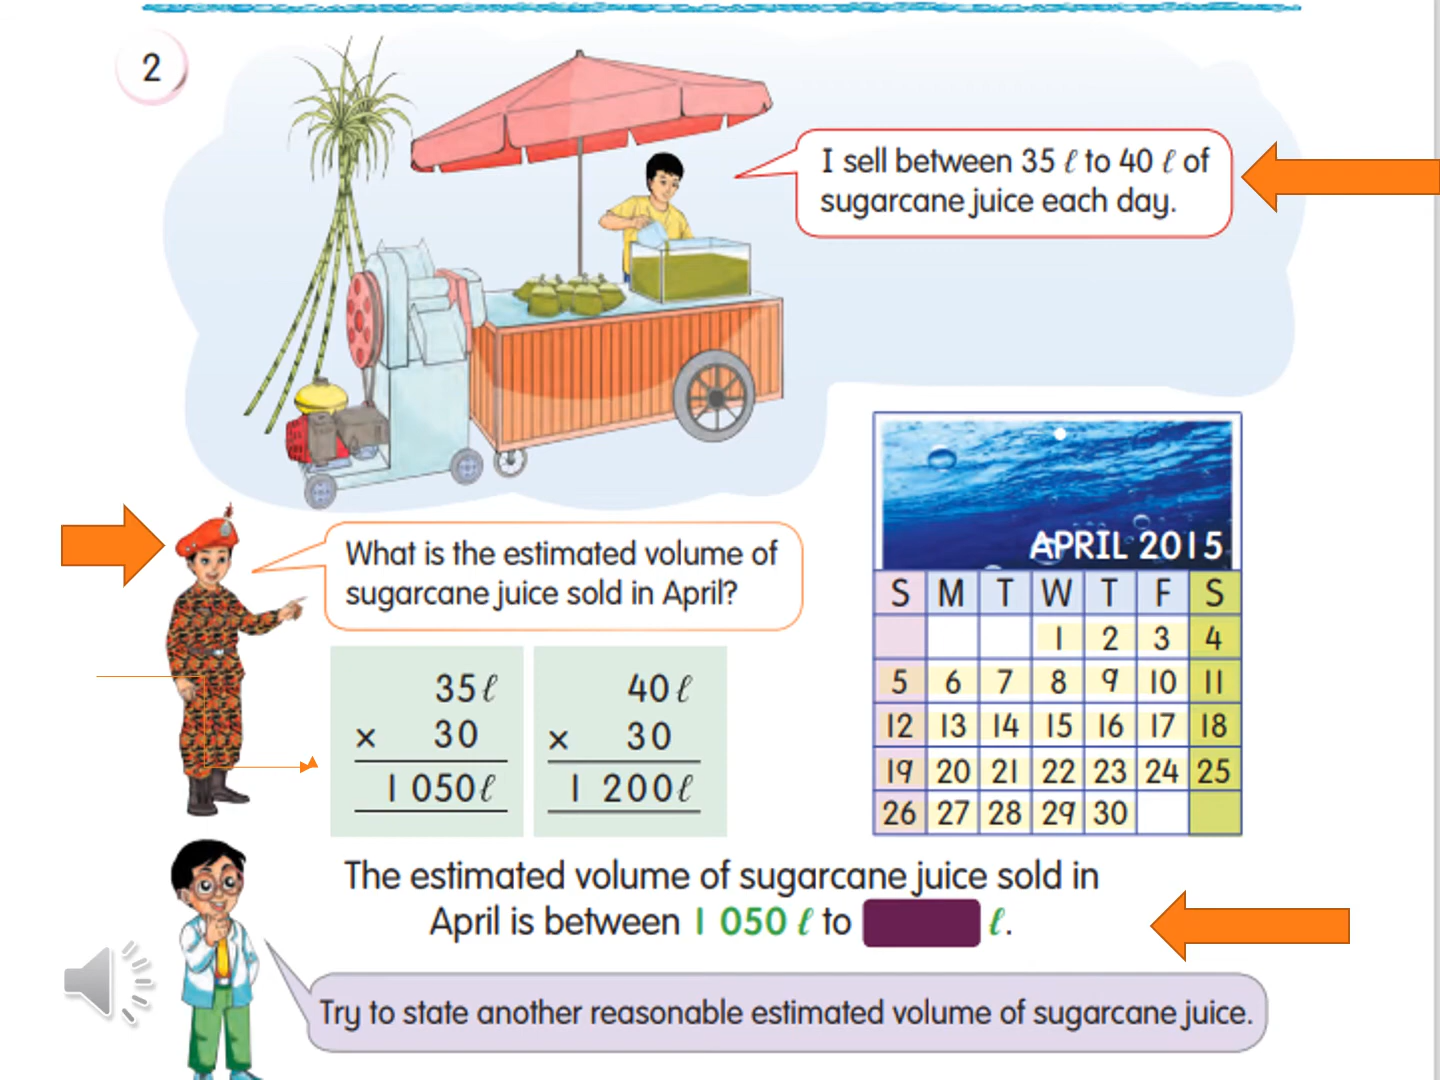 2
I sell between 35 ℓ to 40 ℓ of
sugarcane juice each day.
What is the estimated volume of
sugarcane juice sold in April?
35 ℓ
× 30
1 050 ℓ
40 ℓ
× 30
1 200 ℓ
APRIL 2015
S M T W T F S
1 2 3 4
5 6 7 8 9 10 11
12 13 14 15 16 17 18
19 20 21 22 23 24 25
26 27 28 29 30
The estimated volume of sugarcane juice sold in
April is between 1 050 ℓ to ℓ.
Try to state another reasonable estimated volume of sugarcane juice.